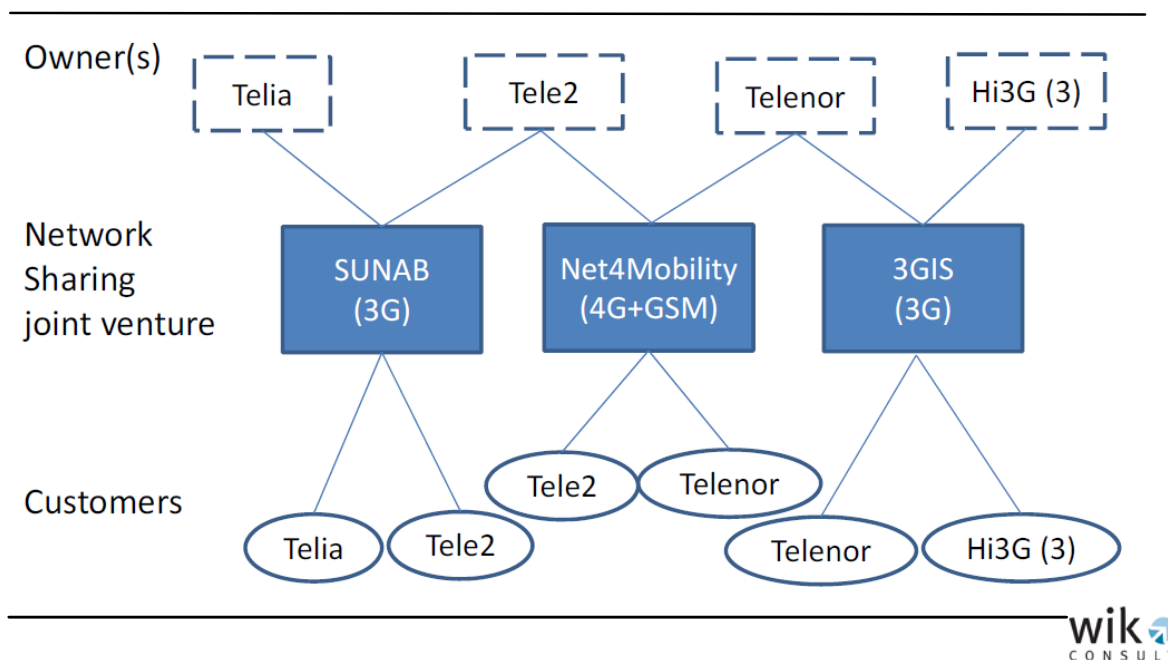 Owner(s)
Telia
Tele2
Telenor
Hi3G (3)
Network
Sharing
joint venture
SUNAB
(3G)
Net4Mobility
(4G+GSM)
3GIS
(3G)
Customers
Tele2
Telenor
Telia
Tele2
Telenor
Hi3G (3)
wik
CONSUL